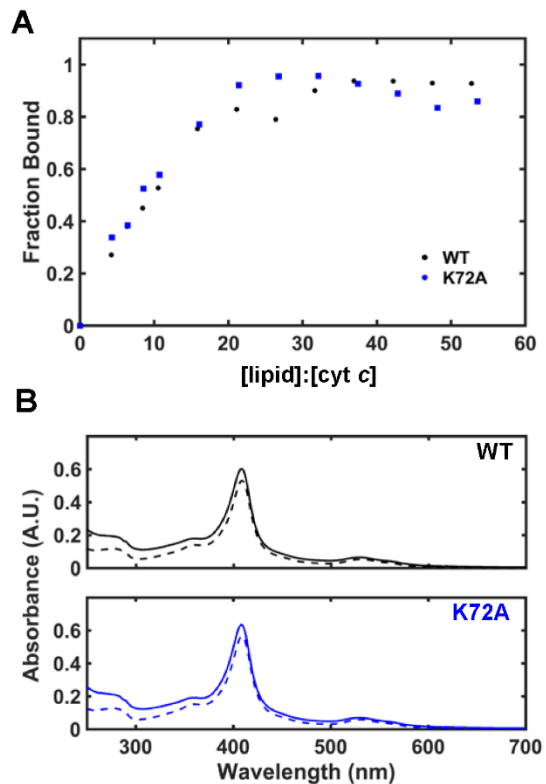 A
1
0.8
0.6
0.4
0.2
0
Fraction Bound
WT
K72A
0 10 20 30 40 50 60
[lipid]:[cyt c]
B
WT
0.6
0.4
0.2
0
K72A
0.6
0.4
0.2
0
Absorbance (A.U.)
300 400 500 600 700
Wavelength (nm)